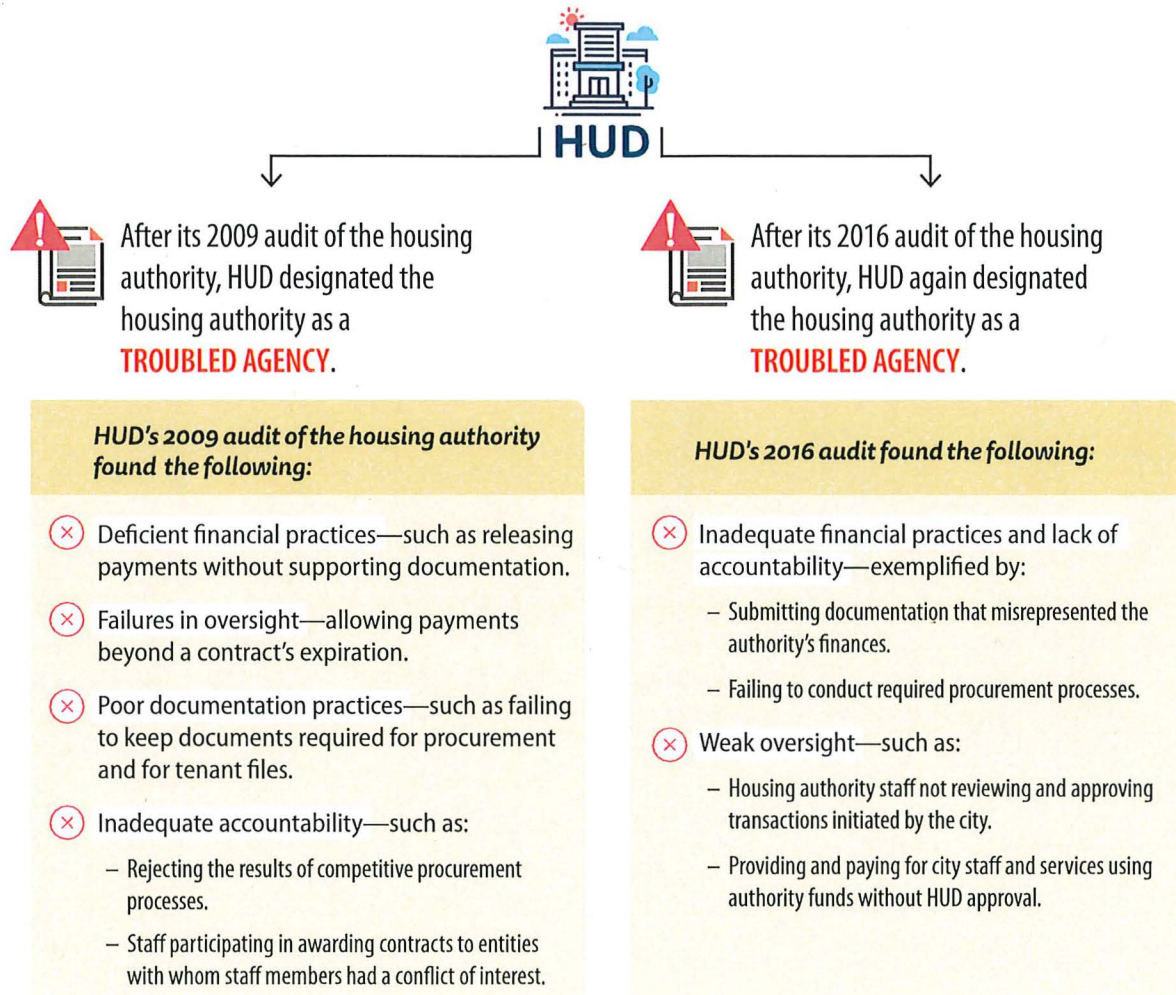 HUD
After its 2009 audit of the housing
authority, HUD designated the
housing authority as a
TROUBLED AGENCY.
HUD's 2009 audit of the housing authority
found the following:
Deficient financial practices—such as releasing
payments without supporting documentation.
Failures in oversight—allowing payments
beyond a contract's expiration.
Poor documentation practices—such as failing
to keep documents required for procurement
and for tenant files.
Inadequate accountability—such as:
– Rejecting the results of competitive procurement
processes.
– Staff participating in awarding contracts to entities
with whom staff members had a conflict of interest.
After its 2016 audit of the housing
authority, HUD again designated
the housing authority as a
TROUBLED AGENCY.
HUD's 2016 audit found the following:
Inadequate financial practices and lack of
accountability—exemplified by:
– Submitting documentation that misrepresented the
authority's finances.
– Failing to conduct required procurement processes.
Weak oversight—such as:
– Housing authority staff not reviewing and approving
transactions initiated by the city.
– Providing and paying for city staff and services using
authority funds without HUD approval.